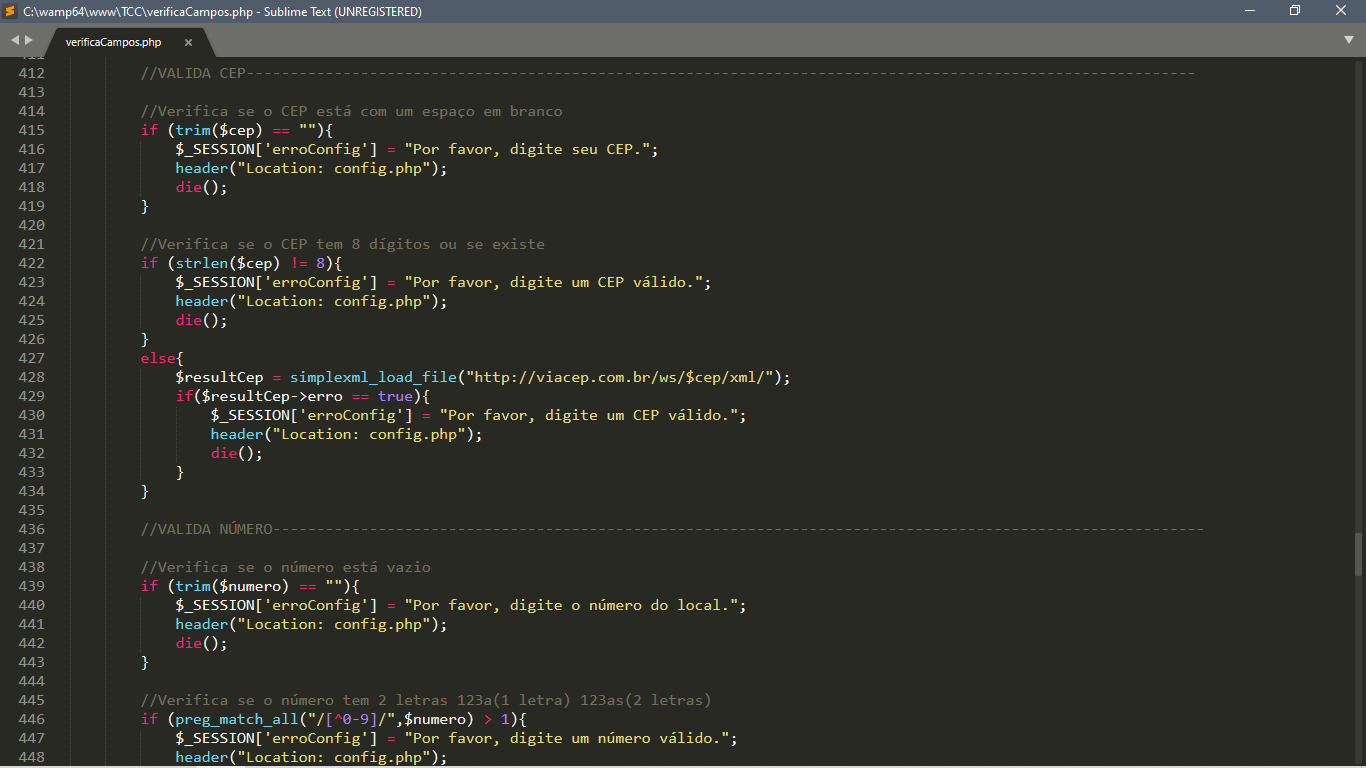 C:\wamp64\www\TCC\verificaCampos.php - Sublime Text (UNREGISTERED)
verificaCampos.php
411
412 //VALIDA CEP------------------------------------------------------------------------------------------------------------
413
414 //Verifica se o CEP está com um espaço em branco
415 if (trim($cep) == ""){
416 $_SESSION['erroConfig'] = "Por favor, digite seu CEP.";
417 header("Location: config.php");
418 die();
419 }
420
421 //Verifica se o CEP tem 8 dígitos ou se existe
422 if (strlen($cep) != 8){
423 $_SESSION['erroConfig'] = "Por favor, digite um CEP válido.";
424 header("Location: config.php");
425 die();
426 }
427 else{
428 $resultCep = simplexml_load_file("http://viacep.com.br/ws/$cep/xml/");
429 if($resultCep->erro == true){
430 $_SESSION['erroConfig'] = "Por favor, digite um CEP válido.";
431 header("Location: config.php");
432 die();
433 }
434 }
435
436 //VALIDA NÚMERO----------------------------------------------------------------------------------------------------------
437
438 //Verifica se o número está vazio
439 if (trim($numero) == ""){
440 $_SESSION['erroConfig'] = "Por favor, digite o número do local.";
441 header("Location: config.php");
442 die();
443 }
444
445 //Verifica se o número tem 2 letras 123a(1 letra) 123as(2 letras)
446 if (preg_match_all("/[^0-9]/",$numero) > 1){
447 $_SESSION['erroConfig'] = "Por favor, digite um número válido.";
448 header("Location: config.php");